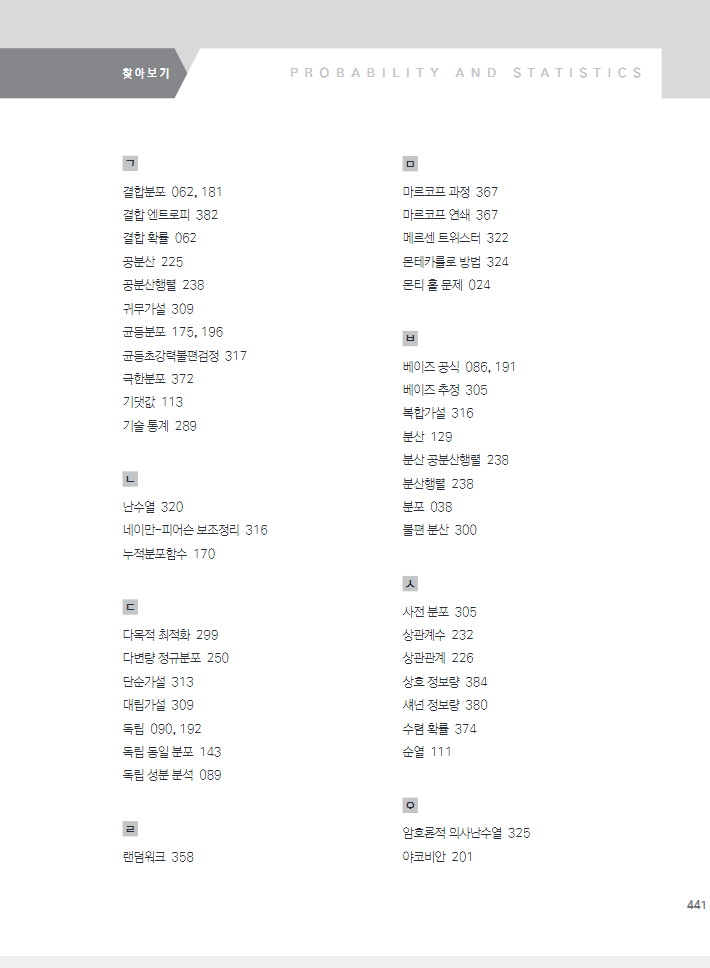 찾아보기
PROBABILITY AND STATISTICS
ㄱ
결합분포 062, 181
결합 엔트로피 382
결합 확률 062
공분산 225
공분산행렬 238
귀무가설 309
균등분포 175, 196
균등초강력불편검정 317
극한분포 372
기댓값 113
기술 통계 289
ㄴ
난수열 320
네이만-피어슨 보조정리 316
누적분포함수 170
ㄷ
다목적 최적화 299
다변량 정규분포 250
단순가설 313
대립가설 309
독립 090, 192
독립 동일 분포 143
독립 성분 분석 089
ㄹ
랜덤워크 358
ㅁ
마르코프 과정 367
마르코프 연쇄 367
메르센 트위스터 322
몬테카를로 방법 324
몬티 홀 문제 024
ㅂ
베이즈 공식 086, 191
베이즈 추정 305
복합가설 316
분산 129
분산 공분산행렬 238
분산행렬 238
분포 038
불편 분산 300
ㅅ
사전 분포 305
상관계수 232
상관관계 226
상호 정보량 384
섀넌 정보량 380
수렴 확률 374
순열 111
ㅇ
암호론적 의사난수열 325
야코비안 201
441